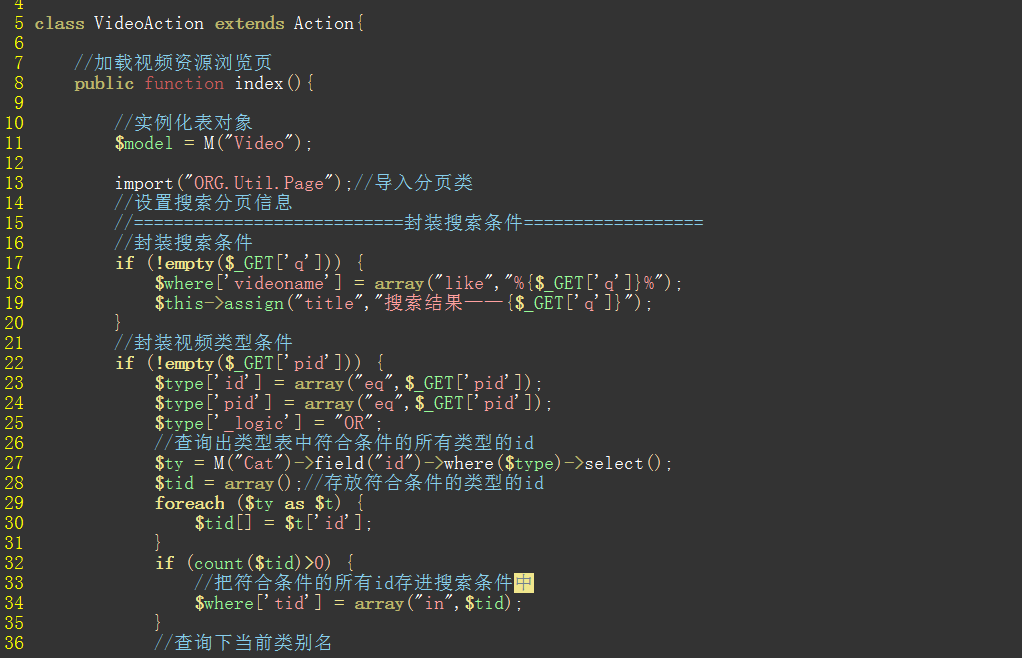 4
5 class VideoAction extends Action{
6
7     //加载视频资源浏览页
8     public function index(){
9
10         //实例化表对象
11         $model = M("Video");
12
13         import("ORG.Util.Page");//导入分页类
14         //设置搜索分页信息
15         //===========================封装搜索条件==================
16         //封装搜索条件
17         if (!empty($_GET['q'])) {
18             $where['videoname'] = array("like","%{$_GET['q']}%");
19             $this->assign("title","搜索结果——{$_GET['q']}");
20         }
21         //封装视频类型条件
22         if (!empty($_GET['pid'])) {
23             $type['id'] = array("eq",$_GET['pid']);
24             $type['pid'] = array("eq",$_GET['pid']);
25             $type['_logic'] = "OR";
26             //查询出类型表中符合条件的所有类型的id
27             $ty = M("Cat")->field("id")->where($type)->select();
28             $tid = array();//存放符合条件的类型的id
29             foreach ($ty as $t) {
30                 $tid[] = $t['id'];
31             }
32             if (count($tid)>0) {
33                 //把符合条件的所有id存进搜索条件中
34                 $where['tid'] = array("in",$tid);
35             }
36             //查询下当前类别名